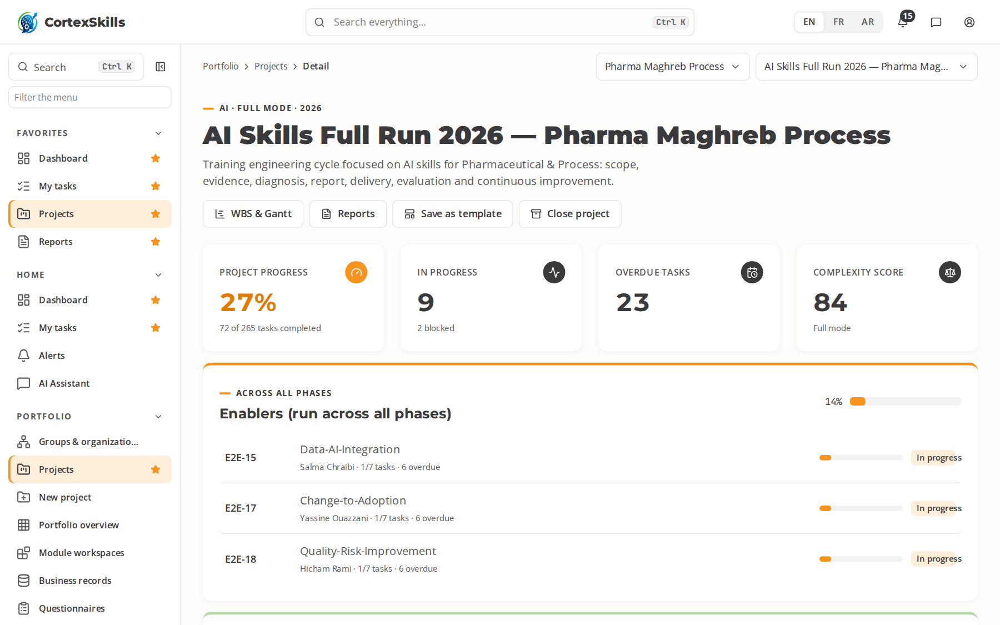 CortexSkills
Search everything...
Ctrl K
EN
FR
AR
15
Search
Ctrl K
Filter the menu
FAVORITES
Dashboard
My tasks
Projects
Reports
HOME
Dashboard
My tasks
Alerts
AI Assistant
PORTFOLIO
Groups & organizatio...
Projects
New project
Portfolio overview
Module workspaces
Business records
Questionnaires
Portfolio > Projects > Detail
Pharma Maghreb Process
AI Skills Full Run 2026 — Pharma Mag...
AI · FULL MODE · 2026
AI Skills Full Run 2026 — Pharma Maghreb Process
Training engineering cycle focused on AI skills for Pharmaceutical & Process: scope,
evidence, diagnosis, report, delivery, evaluation and continuous improvement.
WBS & Gantt
Reports
Save as template
Close project
PROJECT PROGRESS
27%
72 of 265 tasks completed
IN PROGRESS
9
2 blocked
OVERDUE TASKS
23
COMPLEXITY SCORE
84
Full mode
ACROSS ALL PHASES
Enablers (run across all phases)
14%
E2E-15
Data-AI-Integration
Salma Chraibi · 1/7 tasks · 6 overdue
In progress
E2E-17
Change-to-Adoption
Yassine Ouazzani · 1/7 tasks · 6 overdue
In progress
E2E-18
Quality-Risk-Improvement
Hicham Rami · 1/7 tasks · 6 overdue
In progress